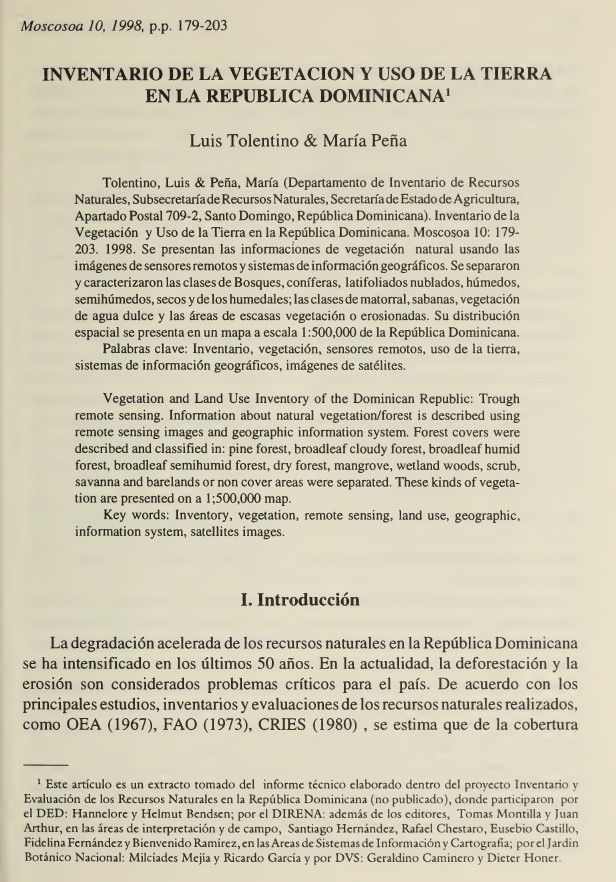 Moscosoa 10, 1998, p.p. 179-203
INVENTARIO DE LA VEGETACION Y USO DE LA TIERRA
EN LA REPUBLICA DOMINICANA¹
Luis Tolentino & María Peña
Tolentino, Luis & Peña, María (Departamento de Inventario de Recursos
Naturales, Subsecretaría de Recursos Naturales, Secretaría de Estado de Agricultura,
Apartado Postal 709-2, Santo Domingo, República Dominicana). Inventario de la
Vegetación y Uso de la Tierra en la República Dominicana. Moscosoa 10: 179-
203. 1998. Se presentan las informaciones de vegetación natural usando las
imágenes de sensores remotos y sistemas de información geográficos. Se separaron
y caracterizaron las clases de Bosques, coníferas, latifoliados nublados, húmedos,
semihúmedos, secos y de los humedales; las clases de matorral, sabanas, vegetación
de agua dulce y las áreas de escasas vegetación o erosionadas. Su distribución
espacial se presenta en un mapa a escala 1:500,000 de la República Dominicana.
Palabras clave: Inventario, vegetación, sensores remotos, uso de la tierra,
sistemas de información geográficos, imágenes de satélites.
Vegetation and Land Use Inventory of the Dominican Republic: Trough
remote sensing. Information about natural vegetation/forest is described using
remote sensing images and geographic information system. Forest covers were
described and classified in: pine forest, broadleaf cloudy forest, broadleaf humid
forest, broadleaf semihumid forest, dry forest, mangrove, wetland woods, scrub,
savanna and barelands or non cover areas were separated. These kinds of vegeta-
tion are presented on a 1;500,000 map.
Key words: Inventory, vegetation, remote sensing, land use, geographic,
information system, satellites images.
I. Introducción
La degradación acelerada de los recursos naturales en la República Dominicana
se ha intensificado en los últimos 50 años. En la actualidad, la deforestación y la
erosión son considerados problemas críticos para el país. De acuerdo con los
principales estudios, inventarios y evaluaciones de los recursos naturales realizados,
como OEA (1967), FAO (1973), CRIES (1980) , se estima que de la cobertura
¹ Este artículo es un extracto tomado del informe técnico elaborado dentro del proyecto Inventario y
Evaluación de los Recursos Naturales en la República Dominicana (no publicado), donde participaron por
el DED: Hannelore y Helmut Bendsen; por el DIRENA: además de los editores, Tomas Montilla y Juan
Arthur, en las áreas de interpretación y de campo, Santiago Hernández, Rafael Chestaro, Eusebio Castillo,
Fidelina Fernández y Bienvenido Ramírez, en las Areas de Sistemas de Información y Cartografía; por el Jardín
Botánico Nacional: Milcíades Mejía y Ricardo García y por DVS: Geraldino Caminero y Dieter Honer.